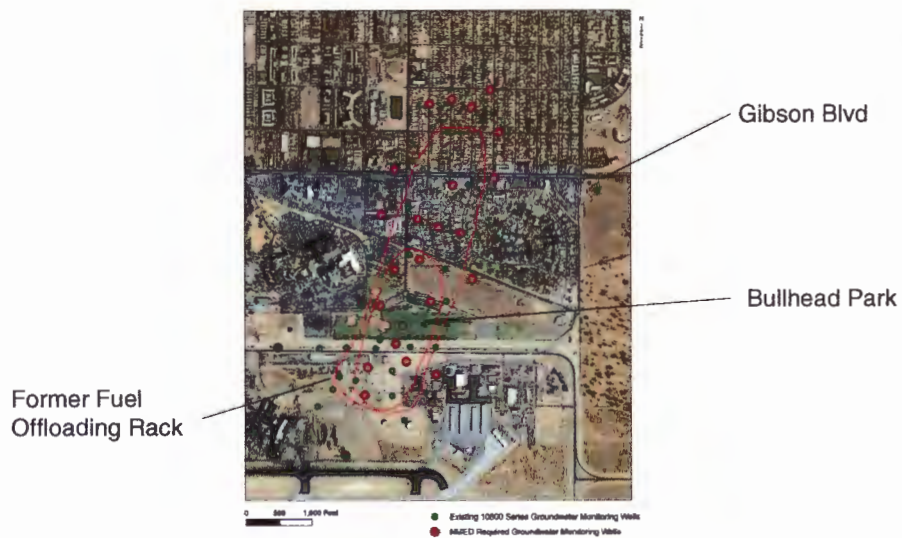 N
Gibson Blvd
Bullhead Park
Former Fuel
Offloading Rack
0 500 1,000 Feet
Existing 10600 Series Groundwater Monitoring Wells
NMED Required Groundwater Monitoring Wells